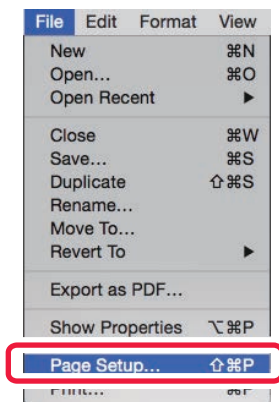 File Edit Format View
New ⌘N
Open... ⌘O
Open Recent ▶
Close ⌘W
Save... ⌘S
Duplicate ⇧⌘S
Rename...
Move To...
Revert To ▶
Export as PDF...
Show Properties ⌥⌘P
Page Setup... ⇧⌘P
Print... ⌘P